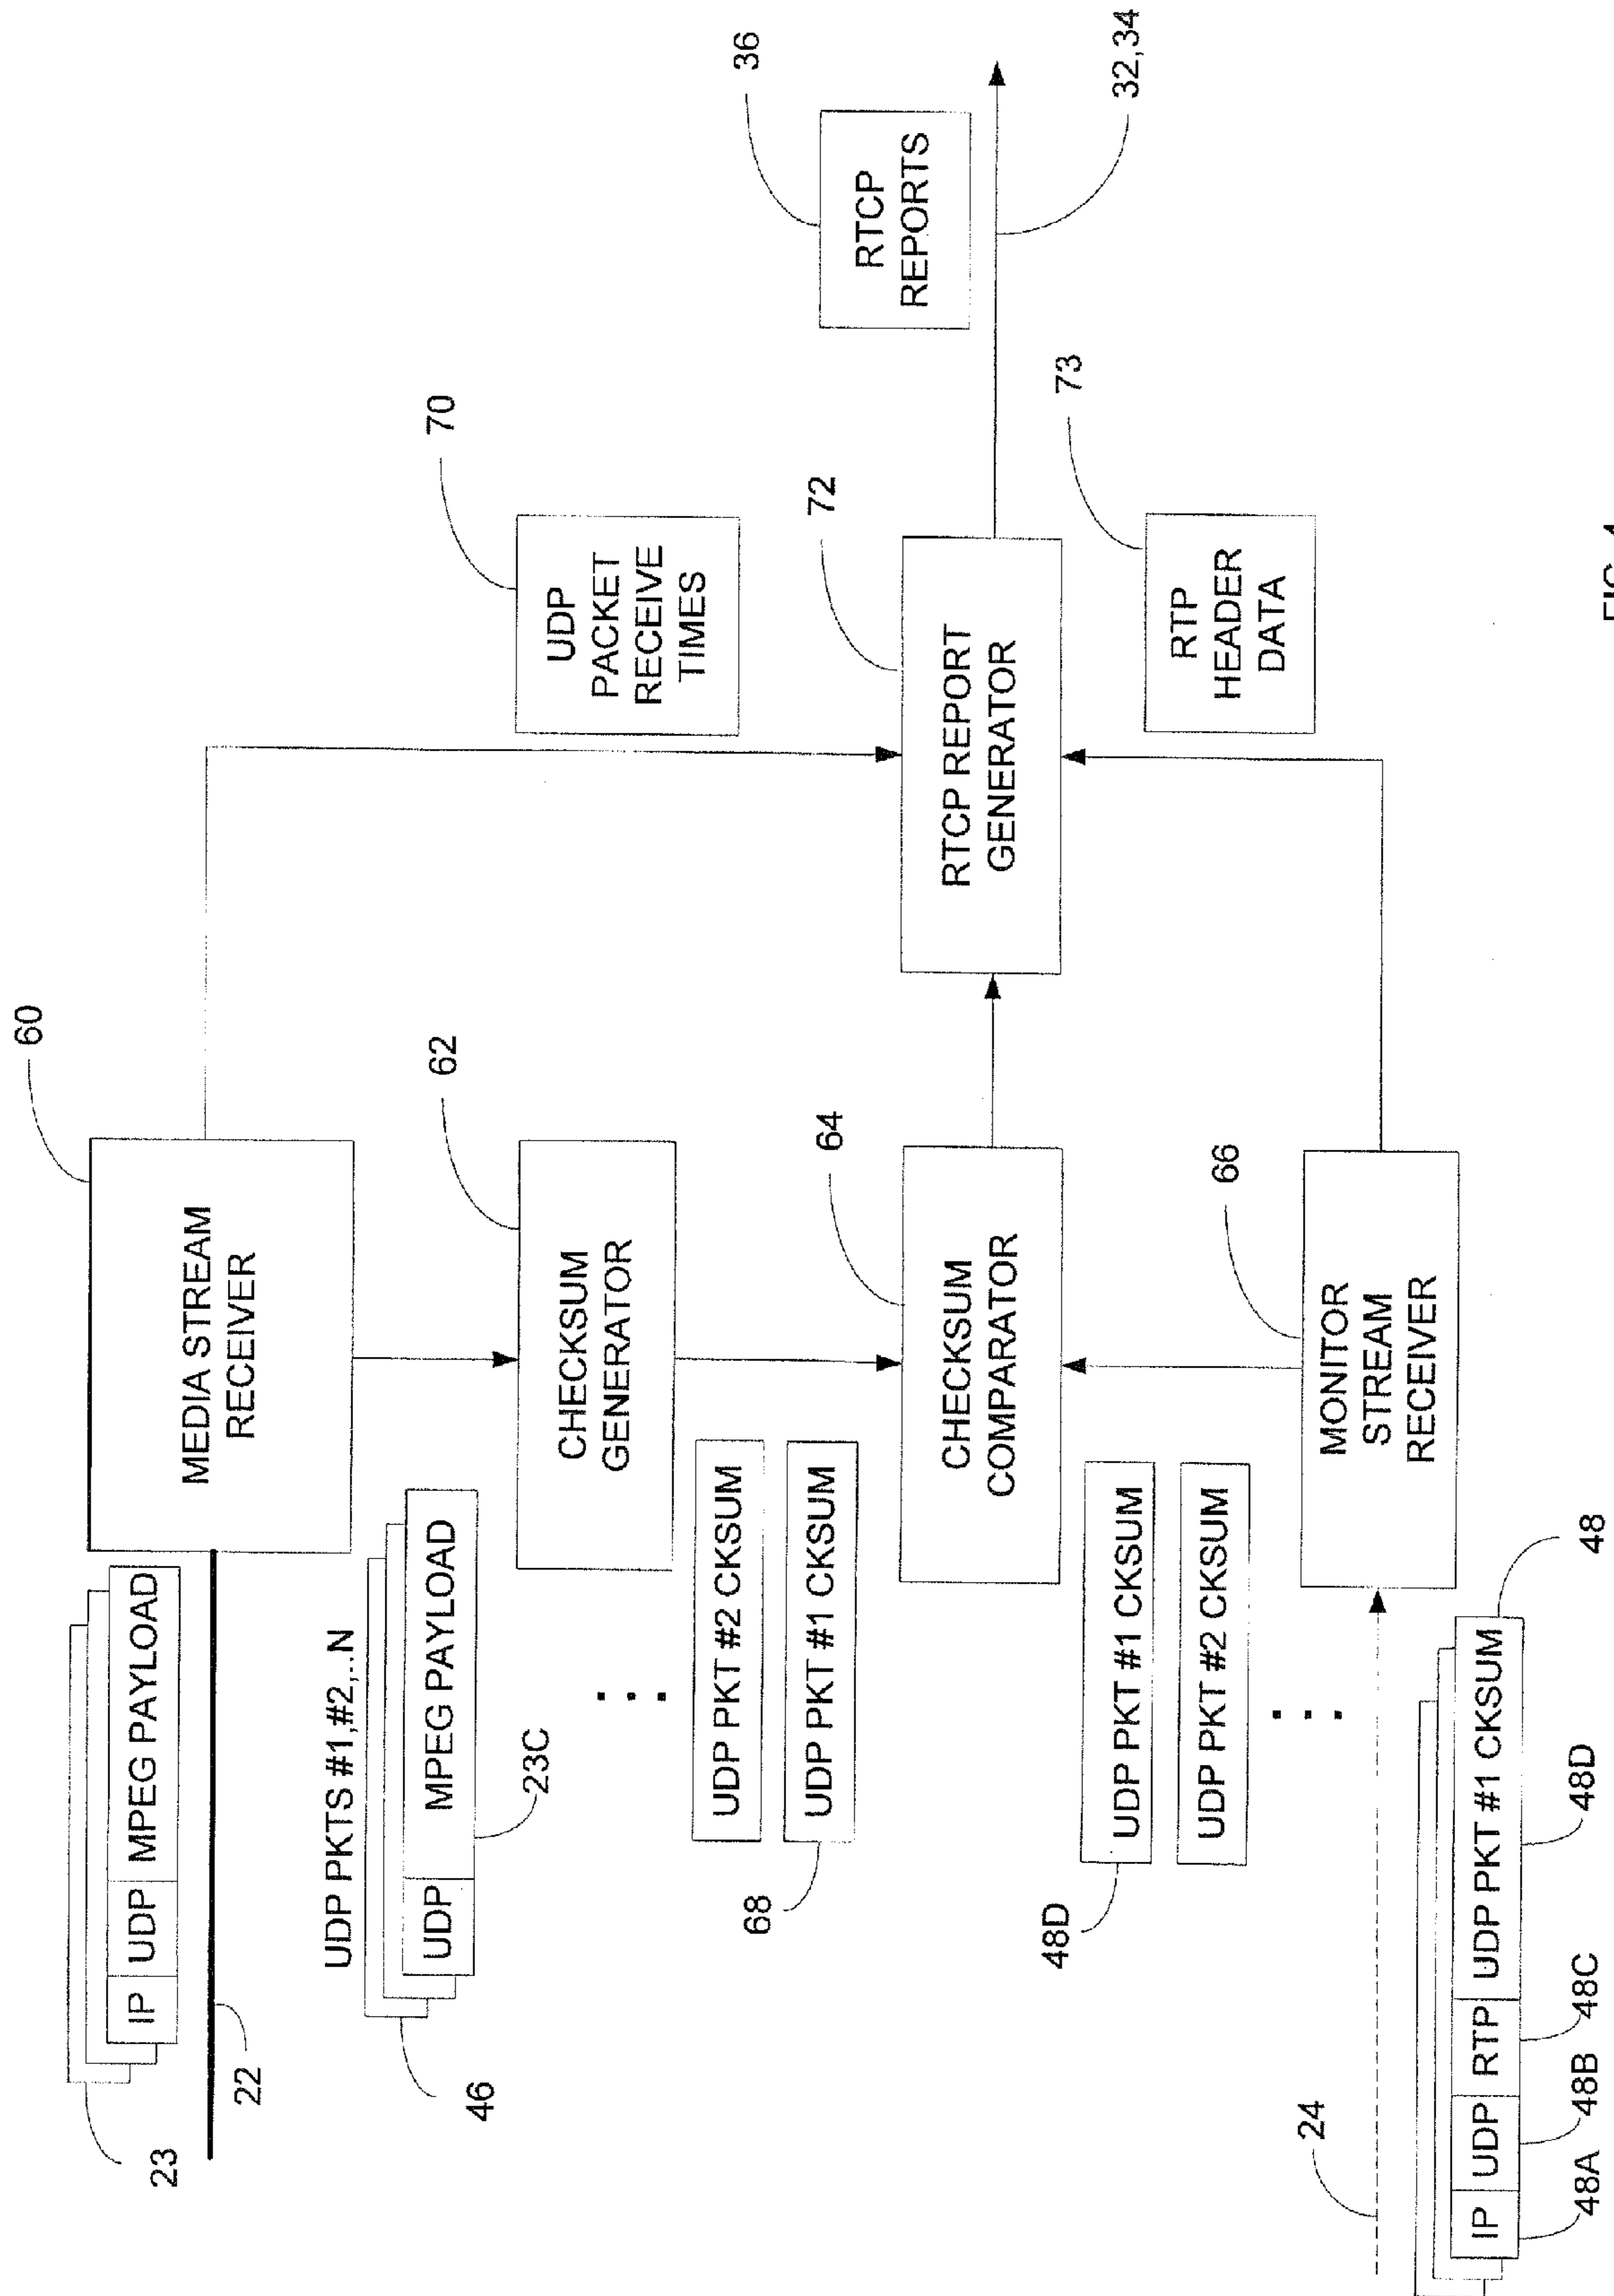 60
MEDIA STREAM
RECEIVER
IP UDP MPEG PAYLOAD
23
22
UDP PKTS #1,#2,..N
UDP MPEG PAYLOAD
46
23C
62
CHECKSUM
GENERATOR
70
UDP
PACKET
RECEIVE
TIMES
UDP PKT #2 CKSUM
UDP PKT #1 CKSUM
68
64
CHECKSUM
COMPARATOR
72
RTCP REPORT
GENERATOR
36
RTCP
REPORTS
32,34
48D
UDP PKT #1 CKSUM
UDP PKT #2 CKSUM
73
RTP
HEADER
DATA
66
MONITOR
STREAM
RECEIVER
24
IP UDP RTP UDP PKT #1 CKSUM
48
48A 48B 48C 48D